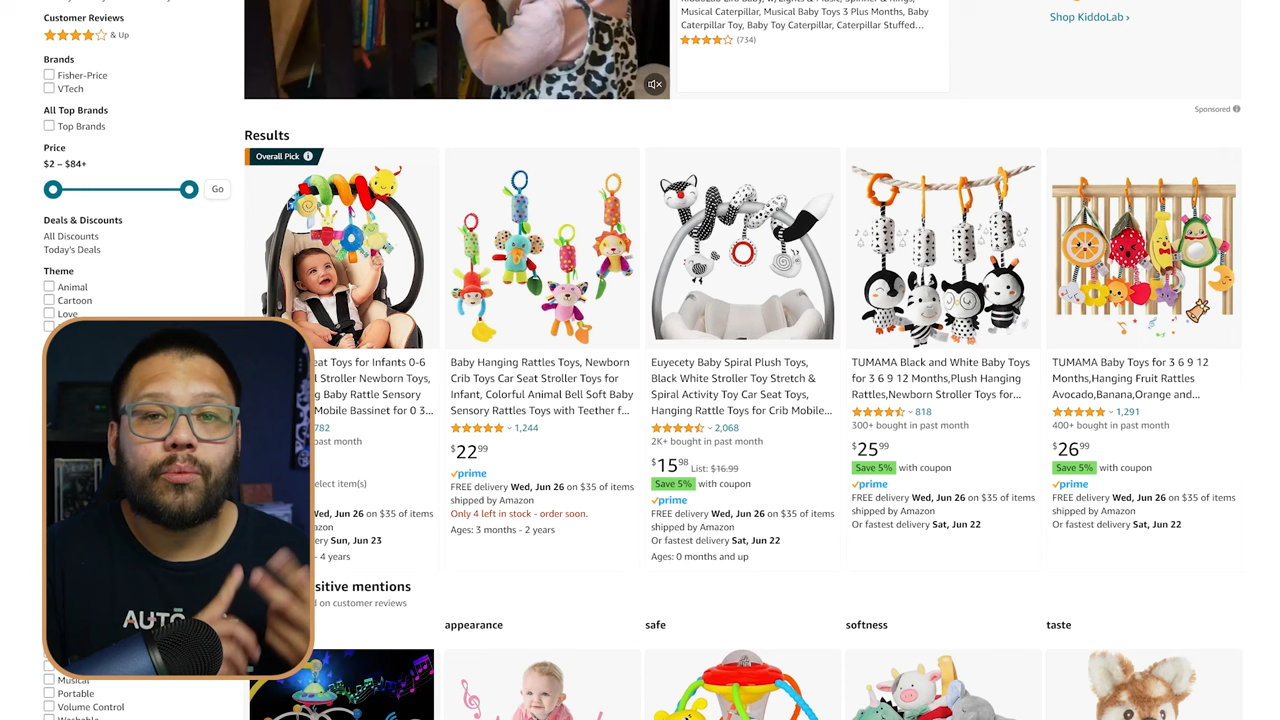 Customer Reviews
& Up
Brands
Fisher-Price
VTech
All Top Brands
Top Brands
Price
$2 – $84+
Go
Deals & Discounts
All Discounts
Today's Deals
Theme
Animal
Cartoon
Love
Musical
Portable
Volume Control
Washable
Musical Caterpillar, Musical Baby Toys 3 Plus Months, Baby
Caterpillar Toy, Baby Toy Caterpillar, Caterpillar Stuffed...
(734)
Shop KiddoLab ›
Sponsored
Results
Overall Pick
eat Toys for Infants 0-6
l Stroller Newborn Toys,
g Baby Rattle Sensory
Mobile Bassinet for 0 3...
782
past month
elect item(s)
Wed, Jun 26 on $35 of items
azon
ery Sun, Jun 23
- 4 years
Baby Hanging Rattles Toys, Newborn
Crib Toys Car Seat Stroller Toys for
Infant, Colorful Animal Bell Soft Baby
Sensory Rattles Toys with Teether f...
1,244
$22 99
prime
FREE delivery Wed, Jun 26 on $35 of items
shipped by Amazon
Only 4 left in stock - order soon.
Ages: 3 months - 2 years
Euyecety Baby Spiral Plush Toys,
Black White Stroller Toy Stretch &
Spiral Activity Toy Car Seat Toys,
Hanging Rattle Toys for Crib Mobile...
2,068
2K+ bought in past month
$15 98 List: $16.99
Save 5% with coupon
prime
FREE delivery Wed, Jun 26 on $35 of items
shipped by Amazon
Or fastest delivery Sat, Jun 22
Ages: 0 months and up
TUMAMA Black and White Baby Toys
for 3 6 9 12 Months,Plush Hanging
Rattles,Newborn Stroller Toys for...
818
300+ bought in past month
$25 99
Save 5% with coupon
prime
FREE delivery Wed, Jun 26 on $35 of items
shipped by Amazon
Or fastest delivery Sat, Jun 22
TUMAMA Baby Toys for 3 6 9 12
Months,Hanging Fruit Rattles
Avocado,Banana,Orange and...
1,291
400+ bought in past month
$26 99
Save 5% with coupon
prime
FREE delivery Wed, Jun 26 on $35 of items
shipped by Amazon
Or fastest delivery Sat, Jun 22
sitive mentions
d on customer reviews
appearance
safe
softness
taste
AUTO